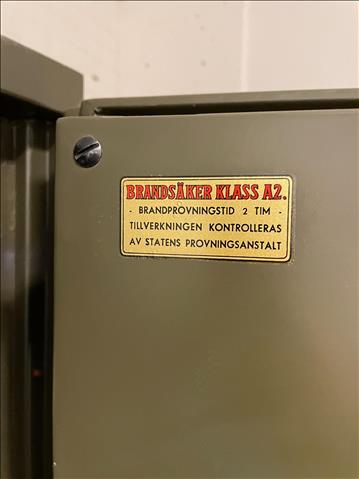 BRANDSÄKER KLASS A2.
- BRANDPROVNINGSTID 2 TIM -
TILLVERKNINGEN KONTROLLERAS
AV STATENS PROVNINGSANSTALT